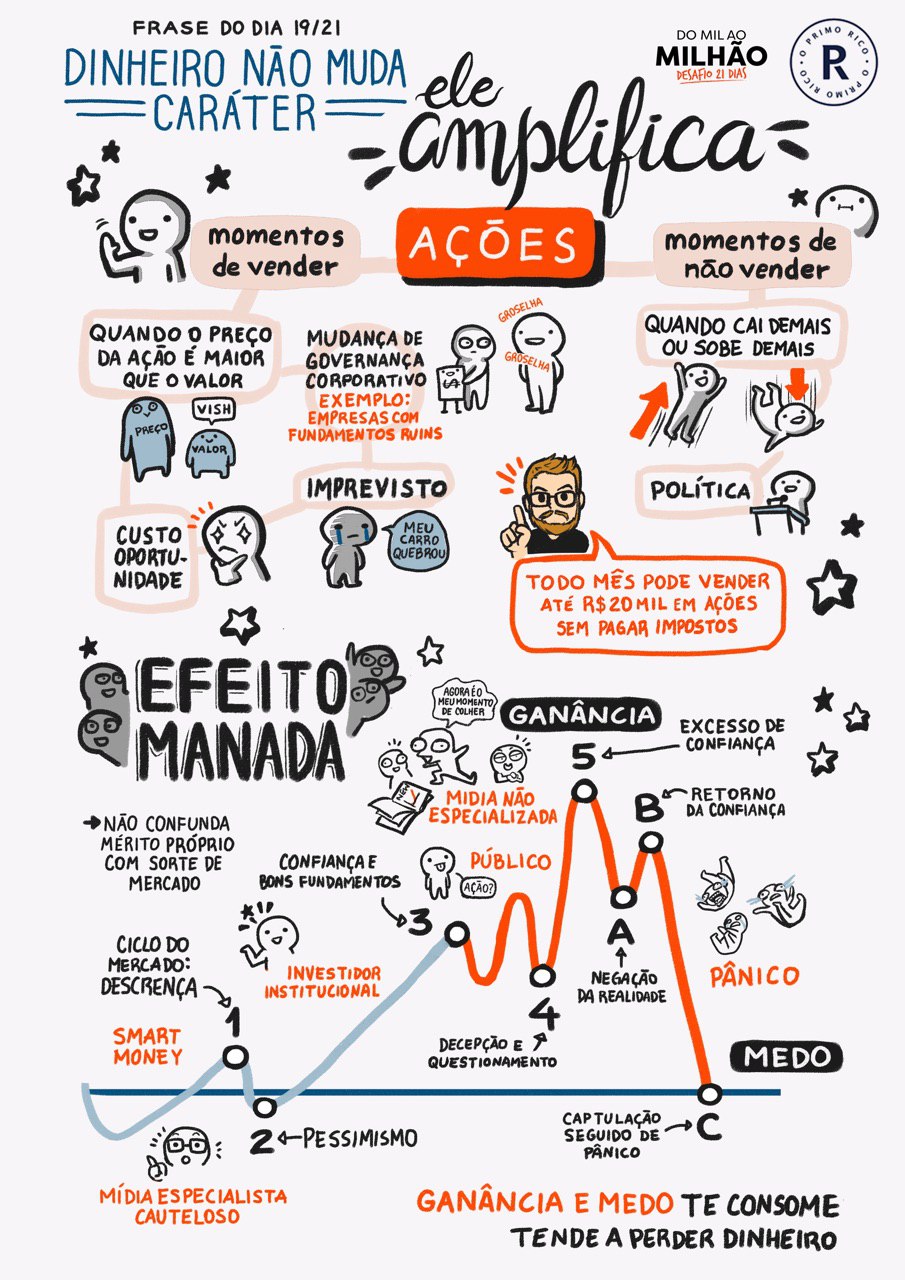 FRASE DO DIA 19/21
DINHEIRO NÃO MUDA
CARÁTER
ele
amplifica
DO MIL AO
MILHÃO
DESAFIO 21 DIAS
O PRIMO RICO • O PRIMO RICO •
R
AÇÕES
momentos
de vender
QUANDO O PREÇO
DA AÇÃO É MAIOR
QUE O VALOR
PREÇO
VISH
VALOR
MUDANÇA DE
GOVERNANÇA
CORPORATIVO
EXEMPLO:
EMPRESAS COM
FUNDAMENTOS RUINS
GROSELHA
GROSELHA
CUSTO
OPORTU-
NIDADE
IMPREVISTO
MEU
CARRO
QUEBROU
momentos de
não vender
QUANDO CAI DEMAIS
OU SOBE DEMAIS
POLÍTICA
TODO MÊS PODE VENDER
ATÉ R$20 MIL EM AÇÕES
SEM PAGAR IMPOSTOS
EFEITO
MANADA
→NÃO CONFUNDA
MÉRITO PRÓPRIO
COM SORTE DE
MERCADO
AGORA É O
MEU MOMENTO
DE COLHER
GANÂNCIA
NEW
MIDIA NÃO
ESPECIALIZADA
5
EXCESSO DE
CONFIANÇA
B
RETORNO
DA CONFIANÇA
CONFIANÇA E
BONS FUNDAMENTOS
3
PÚBLICO
AÇÃO?
CICLO DO
MERCADO:
DESCRENÇA
1
INVESTIDOR
INSTITUCIONAL
SMART
MONEY
4
DECEPÇÃO E
QUESTIONAMENTO
A
NEGAÇÃO
DA REALIDADE
PÂNICO
MEDO
2
PESSIMISMO
CAPTULAÇÃO
SEGUIDO DE
PÂNICO
C
MÍDIA ESPECIALISTA
CAUTELOSO
GANÂNCIA E MEDO TE CONSOME
TENDE A PERDER DINHEIRO